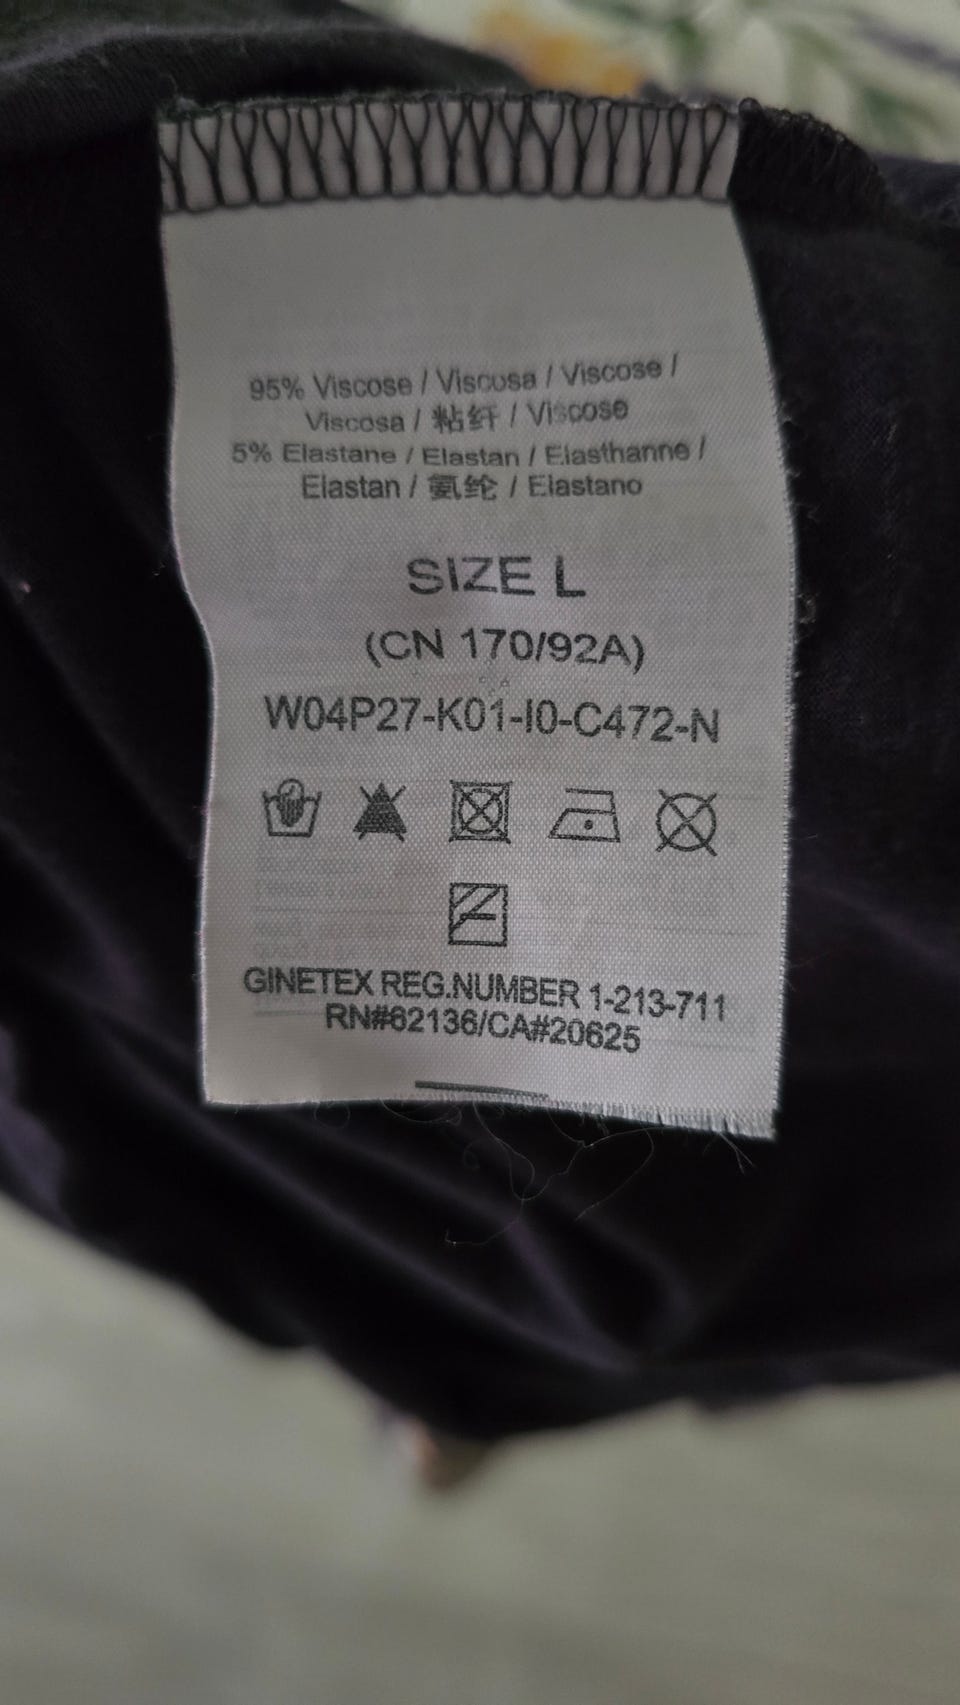 95% Viscose / Viscosa / Viscose /
Viscosa / 粘纤 / Viscose
5% Elastane / Elastan / Elasthanne /
Elastan / 氨纶 / Elastano
SIZE L
(CN 170/92A)
W04P27-K01-I0-C472-N
GINETEX REG.NUMBER 1-213-711
RN#62136/CA#20625